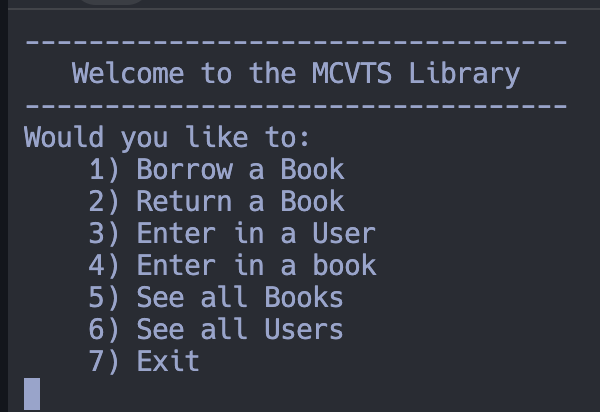 ----------------------------------
Welcome to the MCVTS Library
----------------------------------
Would you like to:
1) Borrow a Book
2) Return a Book
3) Enter in a User
4) Enter in a book
5) See all Books
6) See all Users
7) Exit